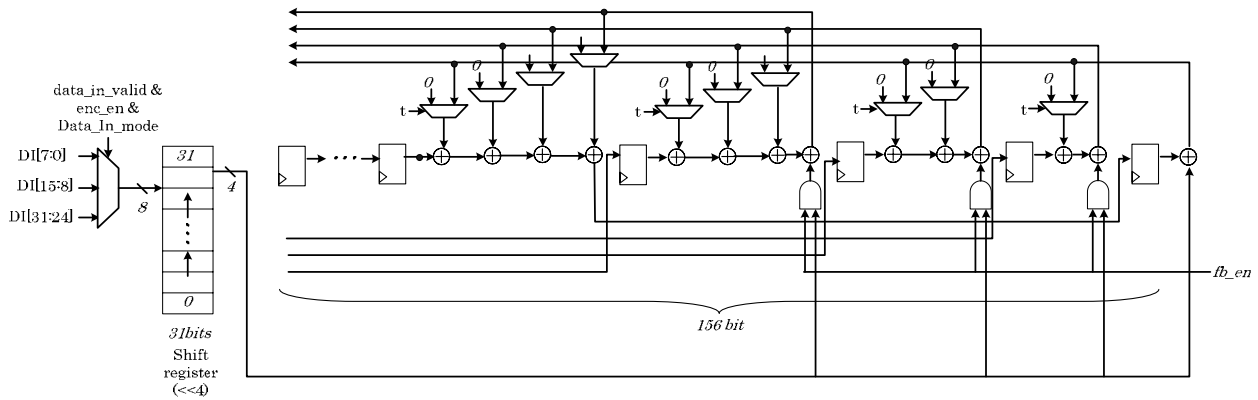 data_in_valid &
enc_en &
Data_In_mode
DI[7:0]
DI[15:8]
DI[31:24]
8
31
0
4
31bits
Shift
register
(<<4)
0
0
t
0
0
t
0
0
t
0
t
fb_en
156 bit